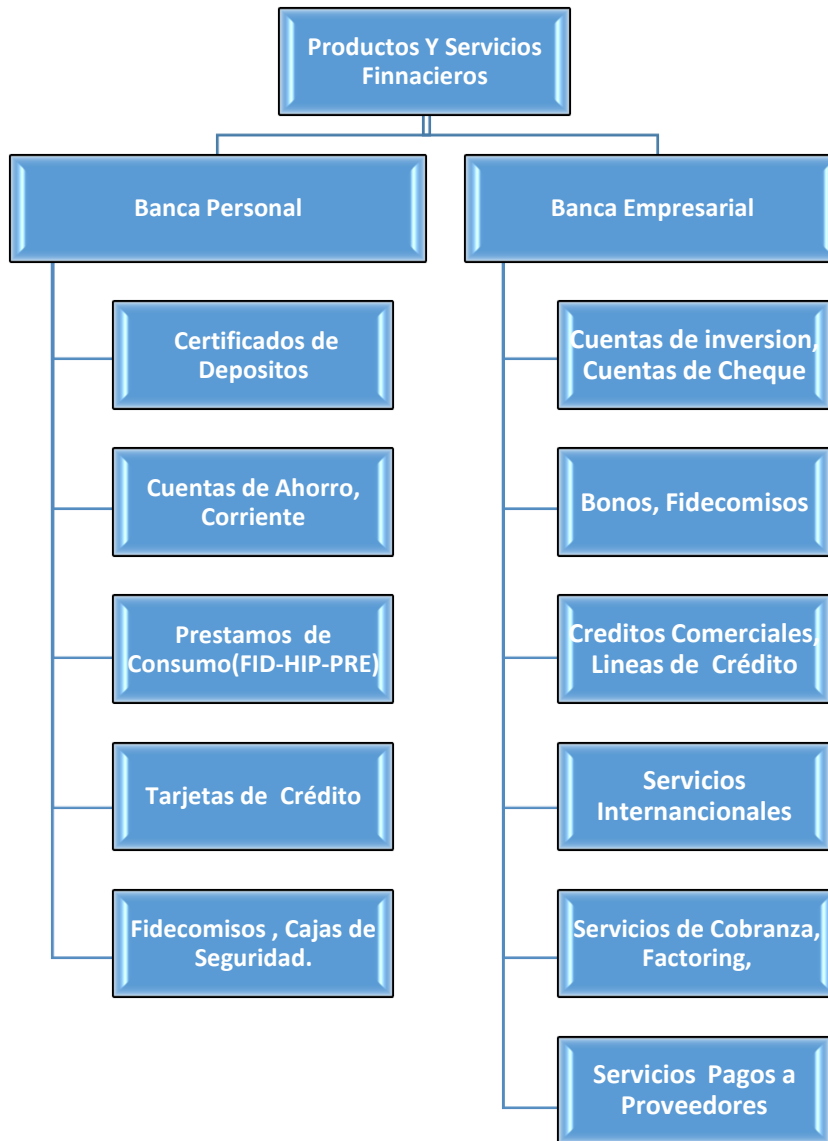 Productos Y Servicios
Finnacieros
Banca Personal
Certificados de
Depositos
Cuentas de Ahorro,
Corriente
Prestamos de
Consumo(FID-HIP-PRE)
Tarjetas de Crédito
Fidecomisos , Cajas de
Seguridad.
Banca Empresarial
Cuentas de inversion,
Cuentas de Cheque
Bonos, Fidecomisos
Creditos Comerciales,
Lineas de Crédito
Servicios
Internancionales
Servicios de Cobranza,
Factoring,
Servicios Pagos a
Proveedores